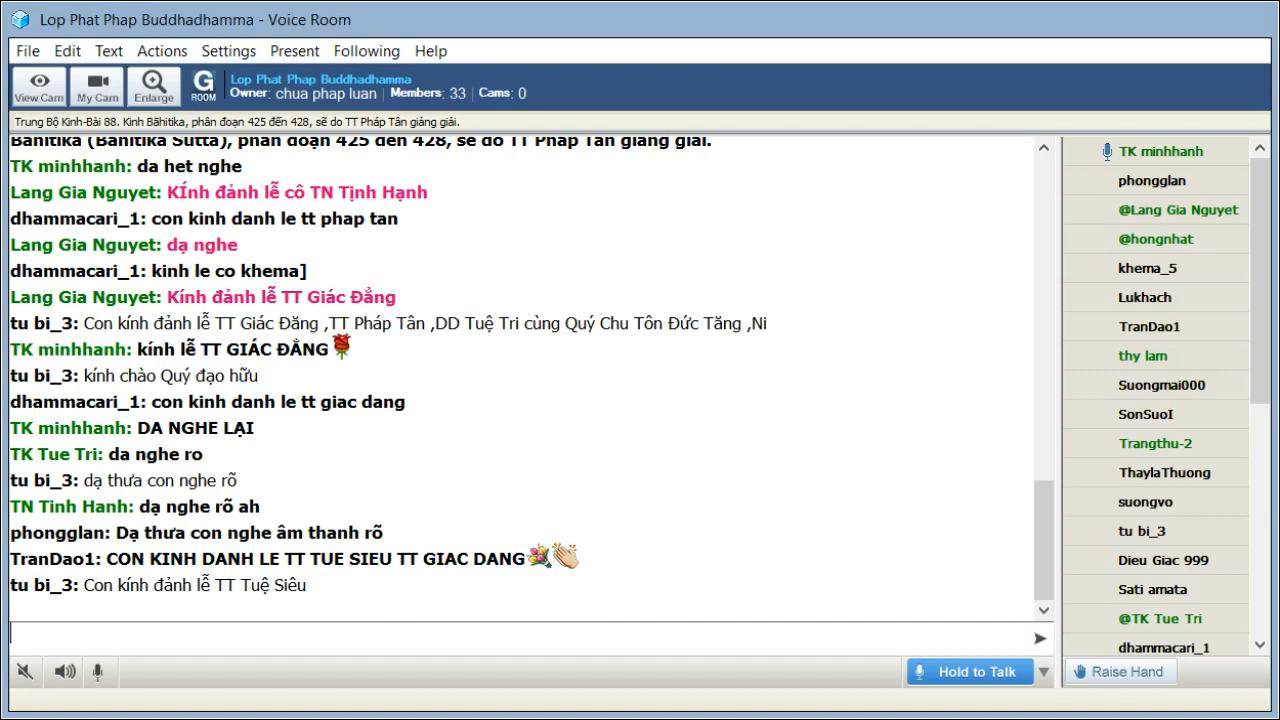 Lop Phat Phap Buddhadhamma - Voice Room
File Edit Text Actions Settings Present Following Help
View Cam My Cam Enlarge G ROOM
Lop Phat Phap Buddhadhamma
Owner: chua phap luan Members: 33 Cams: 0
Trung Bộ Kinh-Bài 88. Kinh Bāhitika, phân đoạn 425 đến 428, sẽ do TT Pháp Tân giảng giải.
Bahitika (Bahitika Sutta), phân đoạn 425 đến 428, sẽ do TT Pháp Tân giảng giải.
TK minhhanh: da het nghe
Lang Gia Nguyet: KÍnh đảnh lễ cô TN Tịnh Hạnh
dhammacari_1: con kinh danh le tt phap tan
Lang Gia Nguyet: dạ nghe
dhammacari_1: kinh le co khema]
Lang Gia Nguyet: Kính đảnh lễ TT Giác Đẳng
tu bi_3: Con kính đảnh lễ TT Giác Đăng ,TT Pháp Tân ,DD Tuệ Tri cùng Quý Chu Tôn Đức Tăng ,Ni
TK minhhanh: kính lễ TT GIÁC ĐẲNG
tu bi_3: kính chào Quý đạo hữu
dhammacari_1: con kinh danh le tt giac dang
TK minhhanh: DA NGHE LẠI
TK Tue Tri: da nghe ro
tu bi_3: dạ thưa con nghe rõ
TN Tinh Hanh: dạ nghe rõ ah
phongglan: Dạ thưa con nghe âm thanh rõ
TranDao1: CON KINH DANH LE TT TUE SIEU TT GIAC DANG
tu bi_3: Con kính đảnh lễ TT Tuệ Siêu
Hold to Talk
TK minhhanh
phongglan
@Lang Gia Nguyet
@hongnhat
khema_5
Lukhach
TranDao1
thy lam
Suongmai000
SonSuoI
Trangthu-2
ThaylaThuong
suongvo
tu bi_3
Dieu Giac 999
Sati amata
@TK Tue Tri
dhammacari_1
Raise Hand